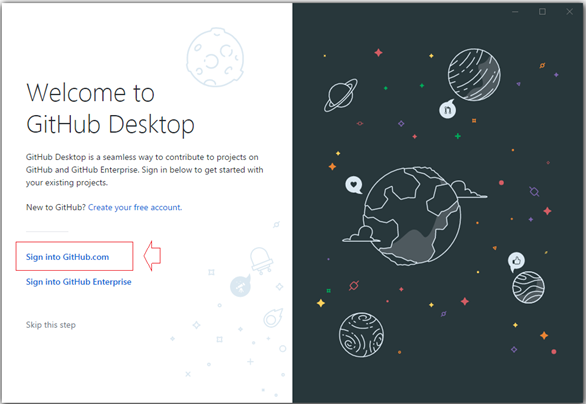 Welcome to
GitHub Desktop
GitHub Desktop is a seamless way to contribute to projects on
GitHub and GitHub Enterprise. Sign in below to get started with
your existing projects.
New to GitHub? Create your free account.
Sign into GitHub.com
Sign into GitHub Enterprise
Skip this step